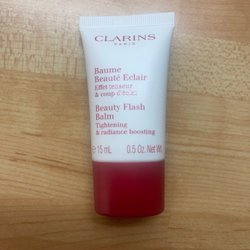 CLARINS
PARIS
Baume
Beauté Eclair
Effet tenseur
& coup d'éclat
Beauty Flash
Balm
Tightening
& radiance boosting
e 15 mL 0.5 Oz. Net Wt.